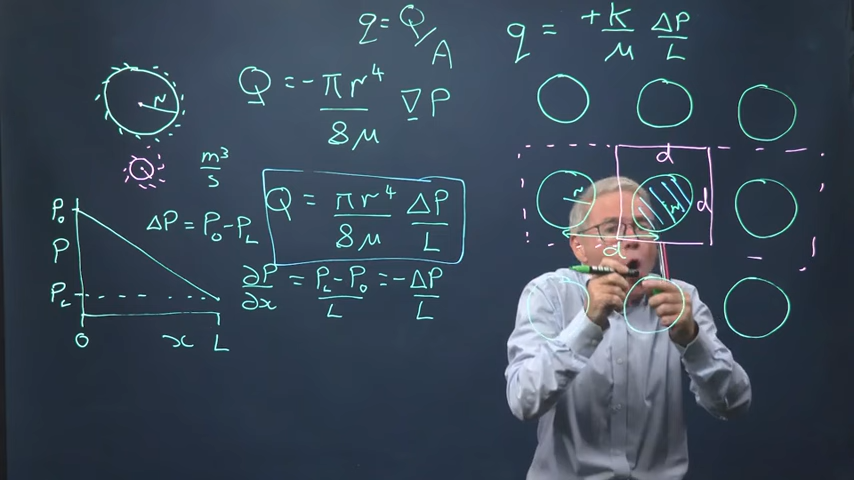 q = Q/A
q = +k/μ ΔP/L
Q = - πr⁴/8μ ∇P
r
Q
m³/s
P₀
P
P_L
0 x L
ΔP = P₀ - P_L
Q = πr⁴/8μ ΔP/L
∂P/∂x = P_L - P₀/L = - ΔP/L
d
r
d
d